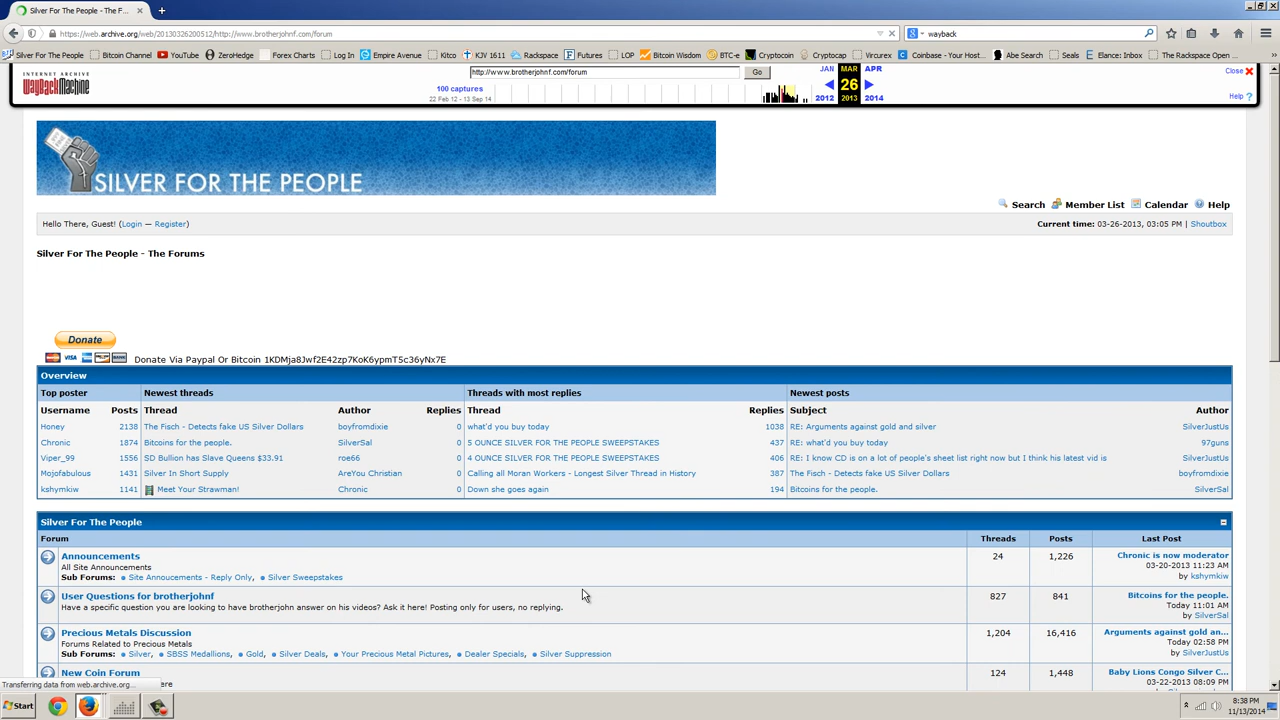 Silver For The People - The F...
https://web.archive.org/web/20130326200512/http://www.brotherjohnf.com/forum
wayback
Silver For The People Bitcoin Channel YouTube ZeroHedge Forex Charts Log In Empire Avenue Kitco KJV 1611 Rackspace Futures LOP Bitcoin Wisdom BTC-e Cryptocoin Cryptocap Vircurex Coinbase - Your Host... Abe Search Seals Elance: Inbox The Rackspace Open ...
INTERNET ARCHIVE
WayBackMachine
http://www.brotherjohnf.com/forum
Go
JAN MAR APR
Close
100 captures
26
22 Feb 12 - 13 Sep 14
2012 2013 2014
Help ?
SILVER FOR THE PEOPLE
Search Member List Calendar Help
Hello There, Guest! (Login — Register)
Current time: 03-26-2013, 03:05 PM | Shoutbox
Silver For The People - The Forums
Donate
Donate Via Paypal Or Bitcoin 1KDMja8Jwf2E42zp7KoK6ypmT5c36yNx7E
Overview
Top poster Newest threads Threads with most replies Newest posts
Username Posts Thread Author Replies Thread Replies Subject Author
Honey 2138 The Fisch - Detects fake US Silver Dollars boyfromdixie 0 what'd you buy today 1038 RE: Arguments against gold and silver SilverJustUs
Chronic 1874 Bitcoins for the people. SilverSal 0 5 OUNCE SILVER FOR THE PEOPLE SWEEPSTAKES 437 RE: what'd you buy today 97guns
Viper_99 1556 SD Bullion has Slave Queens $33.91 roe66 0 4 OUNCE SILVER FOR THE PEOPLE SWEEPSTAKES 406 RE: I know CD is on a lot of people's sheet list right now but I think his latest vid is SilverJustUs
Mojofabulous 1431 Silver In Short Supply AreYou Christian 0 Calling all Moran Workers - Longest Silver Thread in History 387 The Fisch - Detects fake US Silver Dollars boyfromdixie
kshymkiw 1141 Meet Your Strawman! Chronic 0 Down she goes again 194 Bitcoins for the people. SilverSal
Silver For The People
Forum Threads Posts Last Post
Announcements
All Site Announcements
Sub Forums: Site Annoucements - Reply Only, Silver Sweepstakes
24 1,226
Chronic is now moderator
03-20-2013 11:23 AM
by kshymkiw
User Questions for brotherjohnf
Have a specific question you are looking to have brotherjohn answer on his videos? Ask it here! Posting only for users, no replying.
827 841
Bitcoins for the people.
Today 11:01 AM
by SilverSal
Precious Metals Discussion
Forums Related to Precious Metals
Sub Forums: Silver, SBSS Medallions, Gold, Silver Deals, Your Precious Metal Pictures, Dealer Specials, Silver Suppression
1,204 16,416
Arguments against gold an...
Today 02:58 PM
by SilverJustUs
New Coin Forum
124 1,448
Baby Lions Congo Silver C...
03-22-2013 08:09 PM
Transferring data from web.archive.org...
Start
8:38 PM
11/13/2014